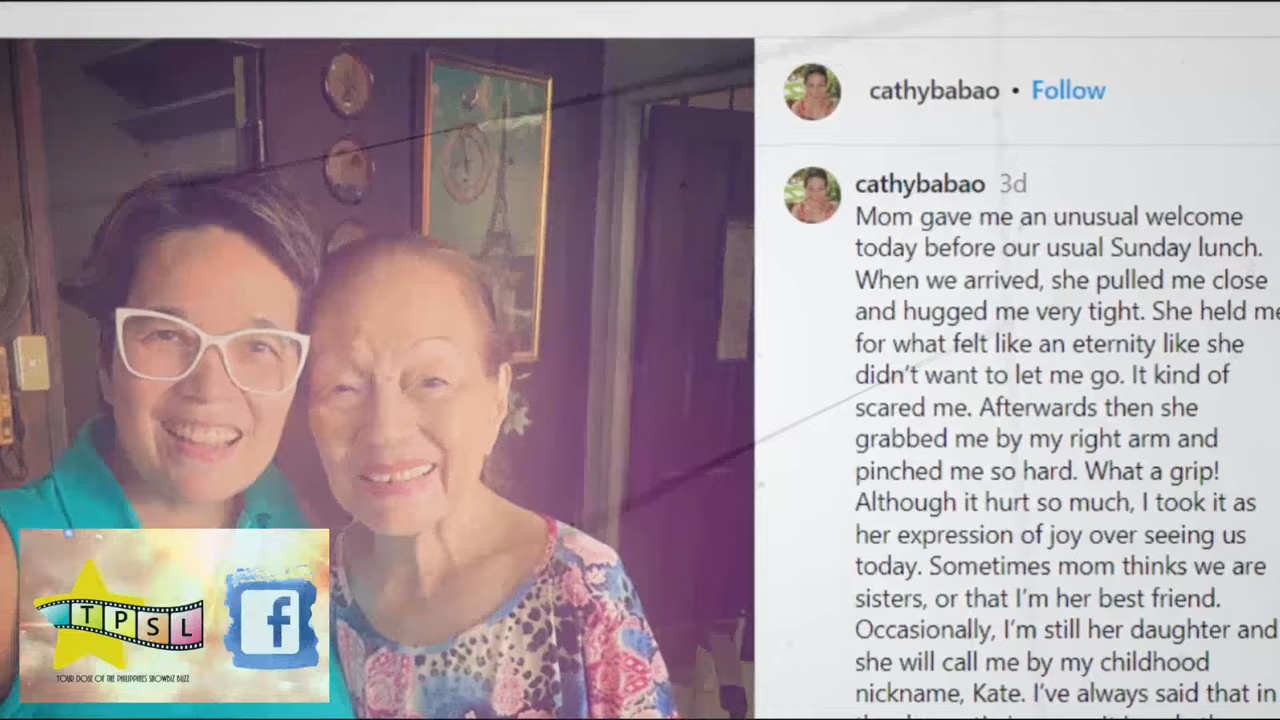 cathybabao • Follow
cathybabao 3d
Mom gave me an unusual welcome
today before our usual Sunday lunch.
When we arrived, she pulled me close
and hugged me very tight. She held me
for what felt like an eternity like she
didn't want to let me go. It kind of
scared me. Afterwards then she
grabbed me by my right arm and
pinched me so hard. What a grip!
Although it hurt so much, I took it as
her expression of joy over seeing us
today. Sometimes mom thinks we are
sisters, or that I'm her best friend.
Occasionally, I'm still her daughter and
she will call me by my childhood
nickname, Kate. I've always said that in
TPSL
f
YOUR DOSE OF THE PHILIPPINES SHOWBIZ BUZZ